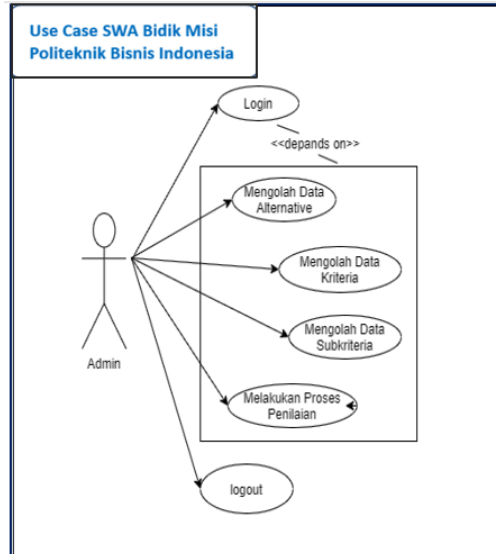 Use Case SWA Bidik Misi
Politeknik Bisnis Indonesia
Login
<<depands on>>
Mengolah Data
Alternative
Mengolah Data
Kriteria
Mengolah Data
Subkriteria
Admin
Melakukan Proses
Penilaian
logout